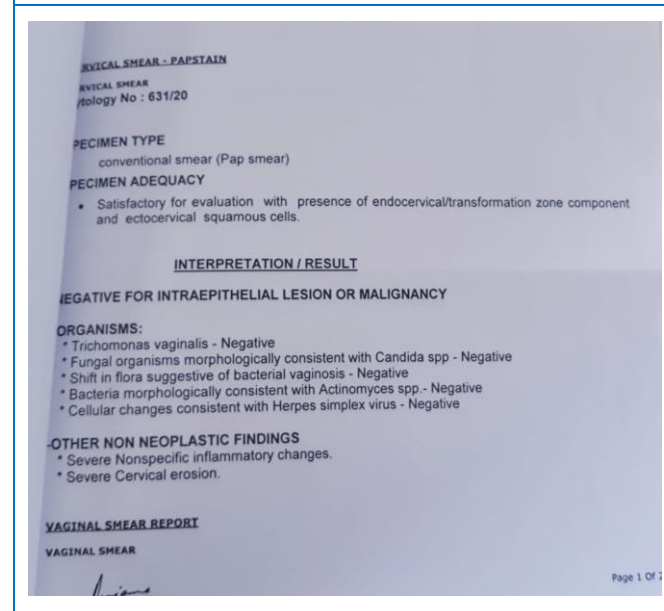 RVICAL SMEAR - PAPSTAIN
RVICAL SMEAR
ytology No : 631/20
PECIMEN TYPE
conventional smear (Pap smear)
PECIMEN ADEQUACY
• Satisfactory for evaluation with presence of endocervical/transformation zone component
and ectocervical squamous cells.
INTERPRETATION / RESULT
NEGATIVE FOR INTRAEPITHELIAL LESION OR MALIGNANCY
ORGANISMS:
* Trichomonas vaginalis - Negative
* Fungal organisms morphologically consistent with Candida spp - Negative
* Shift in flora suggestive of bacterial vaginosis - Negative
* Bacteria morphologically consistent with Actinomyces spp.- Negative
* Cellular changes consistent with Herpes simplex virus - Negative
-OTHER NON NEOPLASTIC FINDINGS
* Severe Nonspecific inflammatory changes.
* Severe Cervical erosion.
VAGINAL SMEAR REPORT
VAGINAL SMEAR
Page 1 Of 2